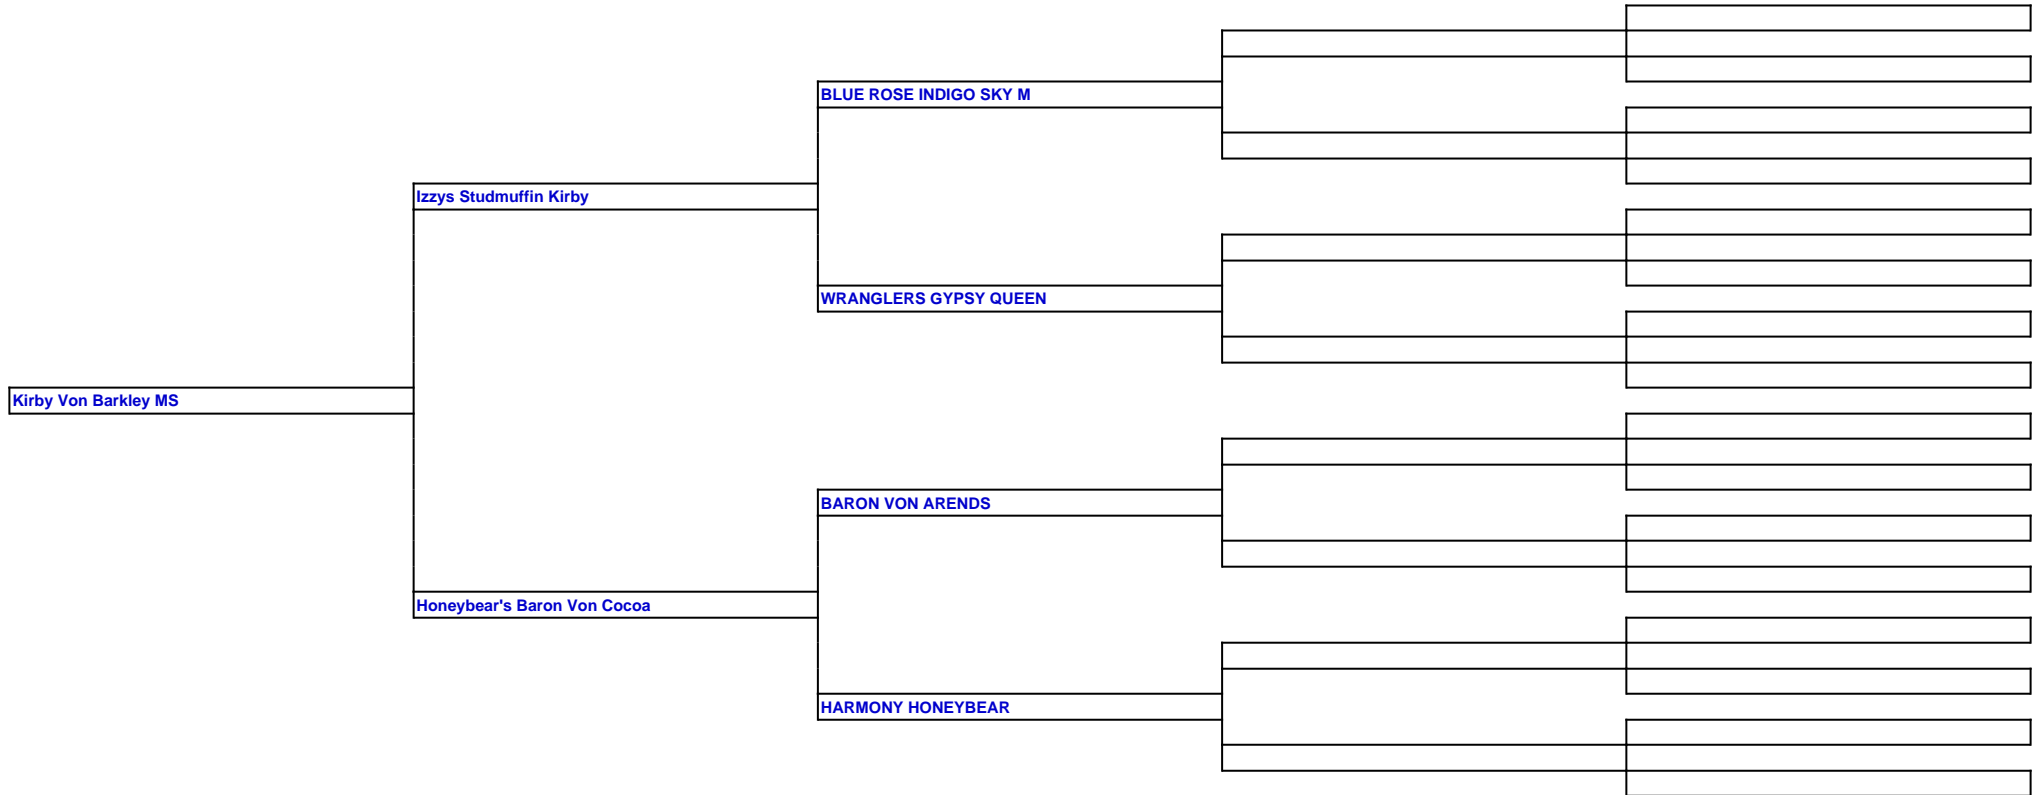 BLUE ROSE INDIGO SKY M
Izzys Studmuffin Kirby
WRANGLERS GYPSY QUEEN
Kirby Von Barkley MS
BARON VON ARENDS
Honeybear's Baron Von Cocoa
HARMONY HONEYBEAR